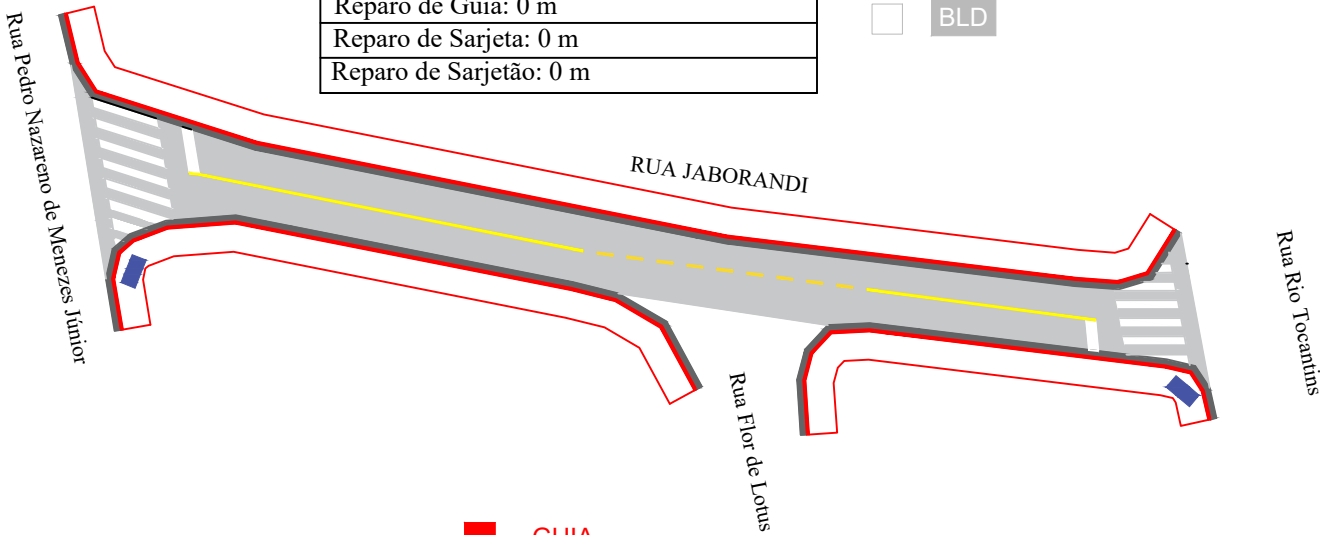 Reparo de Guia: 0 m
BLD
Reparo de Sarjeta: 0 m
Reparo de Sarjetão: 0 m
Rua Pedro Nazareno de Menezes Júnior
RUA JABORANDI
Rua Rio Tocantins
Rua Flor de Lotus
GUIA